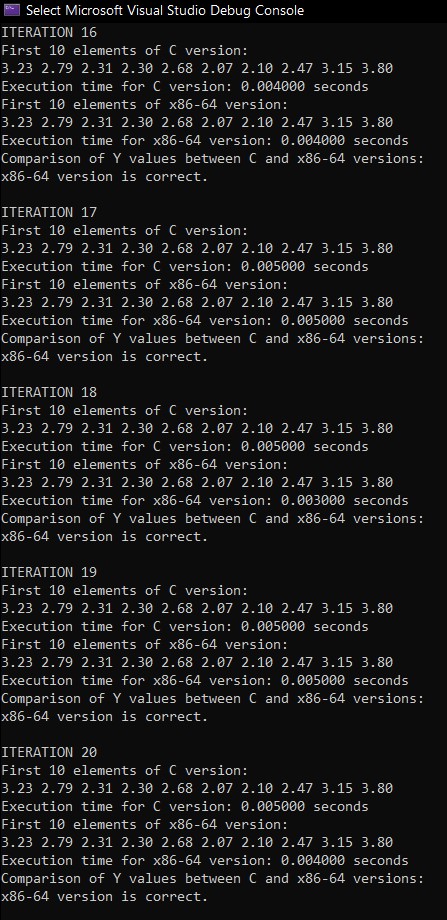 Select Microsoft Visual Studio Debug Console
ITERATION 16
First 10 elements of C version:
3.23 2.79 2.31 2.30 2.68 2.07 2.10 2.47 3.15 3.80
Execution time for C version: 0.004000 seconds
First 10 elements of x86-64 version:
3.23 2.79 2.31 2.30 2.68 2.07 2.10 2.47 3.15 3.80
Execution time for x86-64 version: 0.004000 seconds
Comparison of Y values between C and x86-64 versions:
x86-64 version is correct.

ITERATION 17
First 10 elements of C version:
3.23 2.79 2.31 2.30 2.68 2.07 2.10 2.47 3.15 3.80
Execution time for C version: 0.005000 seconds
First 10 elements of x86-64 version:
3.23 2.79 2.31 2.30 2.68 2.07 2.10 2.47 3.15 3.80
Execution time for x86-64 version: 0.005000 seconds
Comparison of Y values between C and x86-64 versions:
x86-64 version is correct.

ITERATION 18
First 10 elements of C version:
3.23 2.79 2.31 2.30 2.68 2.07 2.10 2.47 3.15 3.80
Execution time for C version: 0.005000 seconds
First 10 elements of x86-64 version:
3.23 2.79 2.31 2.30 2.68 2.07 2.10 2.47 3.15 3.80
Execution time for x86-64 version: 0.003000 seconds
Comparison of Y values between C and x86-64 versions:
x86-64 version is correct.

ITERATION 19
First 10 elements of C version:
3.23 2.79 2.31 2.30 2.68 2.07 2.10 2.47 3.15 3.80
Execution time for C version: 0.005000 seconds
First 10 elements of x86-64 version:
3.23 2.79 2.31 2.30 2.68 2.07 2.10 2.47 3.15 3.80
Execution time for x86-64 version: 0.005000 seconds
Comparison of Y values between C and x86-64 versions:
x86-64 version is correct.

ITERATION 20
First 10 elements of C version:
3.23 2.79 2.31 2.30 2.68 2.07 2.10 2.47 3.15 3.80
Execution time for C version: 0.005000 seconds
First 10 elements of x86-64 version:
3.23 2.79 2.31 2.30 2.68 2.07 2.10 2.47 3.15 3.80
Execution time for x86-64 version: 0.004000 seconds
Comparison of Y values between C and x86-64 versions:
x86-64 version is correct.